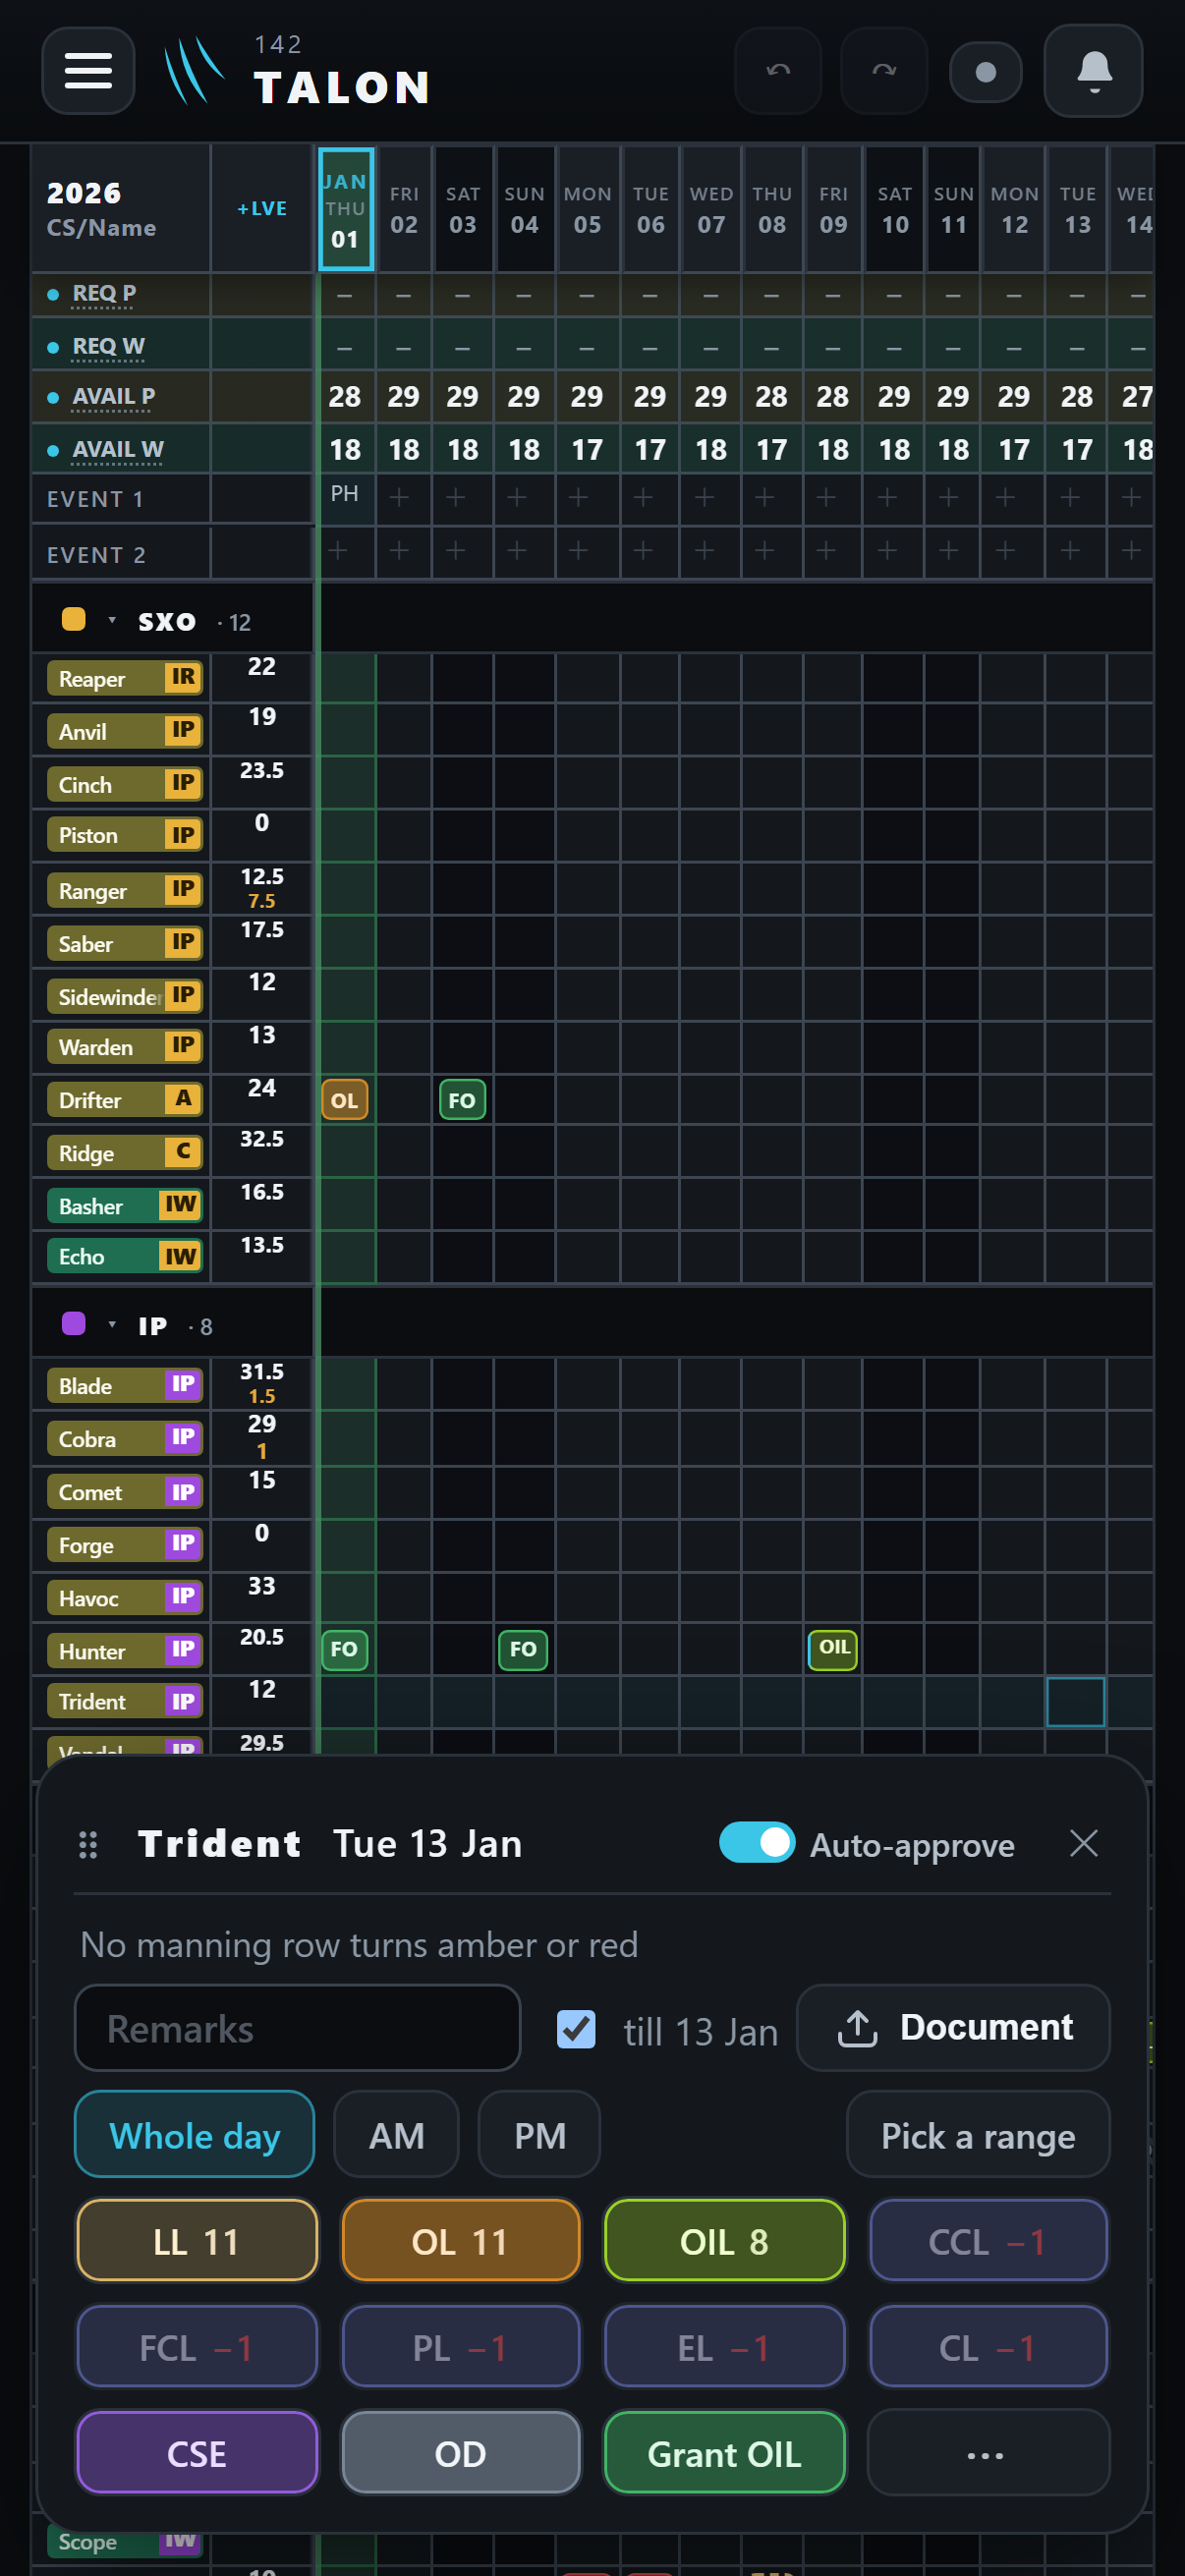 142
TALON
2026
CS/Name
+LVE
JAN THU 01
FRI 02
SAT 03
SUN 04
MON 05
TUE 06
WED 07
THU 08
FRI 09
SAT 10
SUN 11
MON 12
TUE 13
WED 14
REQ P – – – – – – – – – – – – – –
REQ W – – – – – – – – – – – – – –
AVAIL P 28 29 29 29 29 29 29 28 28 29 29 29 28 27
AVAIL W 18 18 18 18 17 17 18 17 18 18 18 17 17 18
EVENT 1 PH + + + + + + + + + + + + +
EVENT 2 + + + + + + + + + + + + + +
SXO · 12
Reaper IR 22
Anvil IP 19
Cinch IP 23.5
Piston IP 0
Ranger IP 12.5
7.5
Saber IP 17.5
Sidewinder IP 12
Warden IP 13
Drifter A 24 OL FO
Ridge C 32.5
Basher IW 16.5
Echo IW 13.5
IP · 8
Blade IP 31.5
1.5
Cobra IP 29
1
Comet IP 15
Forge IP 0
Havoc IP 33
Hunter IP 20.5 FO FO OIL
Trident IP 12
Vandal IP 29.5
Trident Tue 13 Jan Auto-approve
No manning row turns amber or red
Remarks till 13 Jan Document
Whole day AM PM Pick a range
LL 11 OL 11 OIL 8 CCL −1
FCL −1 PL −1 EL −1 CL −1
CSE OD Grant OIL ...
Scope IW